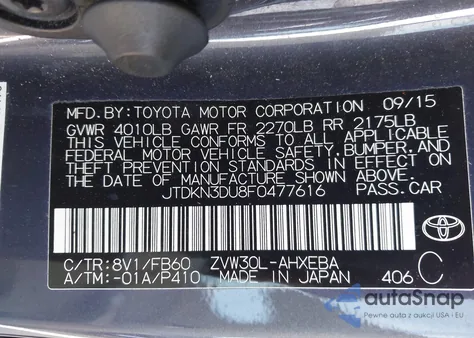 MFD. BY: TOYOTA MOTOR CORPORATION 09/15
GVWR 4010LB GAWR FR 2270LB RR 2175LB
THIS VEHICLE CONFORMS TO ALL APPLICABLE
FEDERAL MOTOR VEHICLE SAFETY, BUMPER, AND
THEFT PREVENTION STANDARDS IN EFFECT ON
THE DATE OF MANUFACTURE SHOWN ABOVE.
JTDKN3DU8F0477616 PASS.CAR
C/TR:8V1/FB60 ZVW30L-AHXEBA
A/TM:-01A/P410 MADE IN JAPAN 406 C
TOYOTA
autoSnap
Pewne auta z aukcji USA i EU